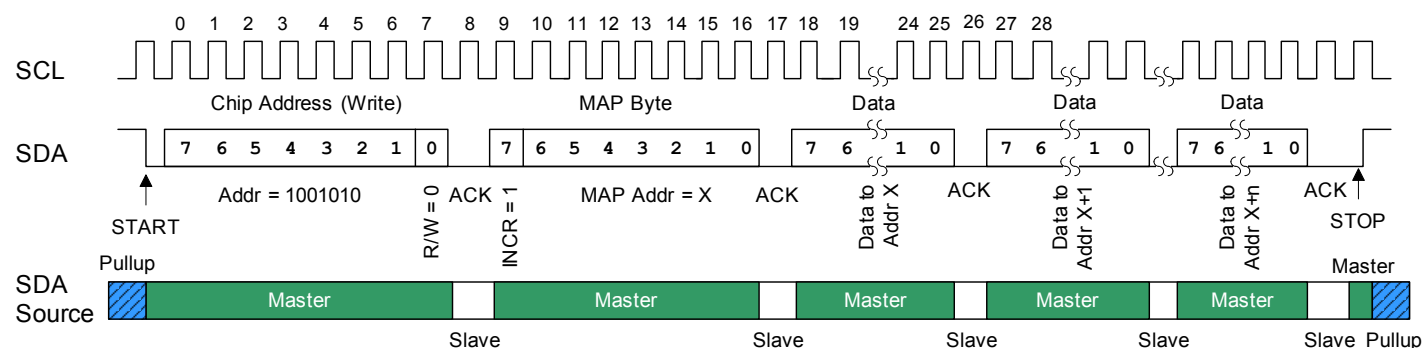 0 1 2 3 4 5 6 7 8 9 10 11 12 13 14 15 16 17 18 19 24 25 26 27 28
SCL
Chip Address (Write) MAP Byte Data Data Data
SDA
7 6 5 4 3 2 1 0 7 6 5 4 3 2 1 0 7 6 1 0 7 6 1 0 7 6 1 0
START
Addr = 1001010
R/W = 0
ACK
INCR = 1
MAP Addr = X
ACK
Data to
Addr X
ACK
Data to
Addr X+1
Data to
Addr X+n
ACK
STOP
Pullup Master
SDA
Source
Master Master Master Master Master
Slave Slave Slave Slave Slave Pullup